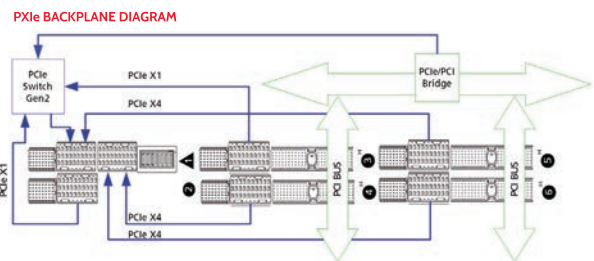 PXIe BACKPLANE DIAGRAM
PCIe
Switch
Gen2
PCIe X1
PCIe X4
PCIe/PCI
Bridge
PCIe X1
1
2
3
4
5
6
H
H
H
H
PCI BUS
PCI BUS
PCIe X4
PCIe X4